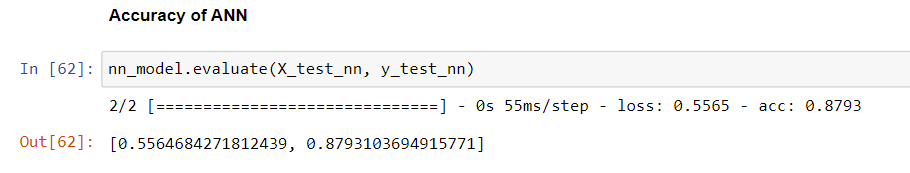 Accuracy of ANN
In [62]: nn_model.evaluate(X_test_nn, y_test_nn)
2/2 [==============================] - 0s 55ms/step - loss: 0.5565 - acc: 0.8793
Out[62]: [0.5564684271812439, 0.8793103694915771]